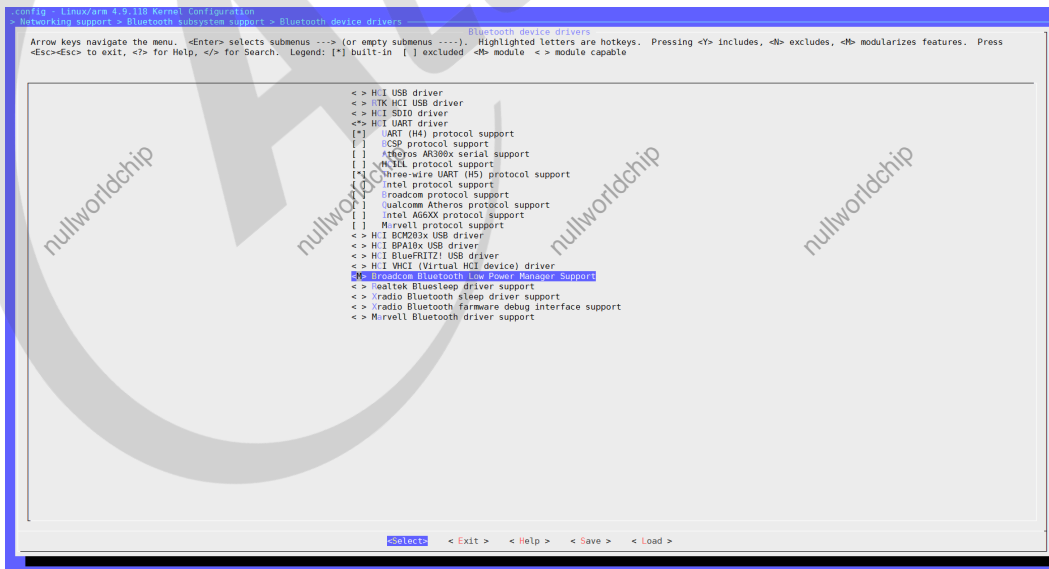 .config - Linux/arm 4.9.118 Kernel Configuration
> Networking support > Bluetooth subsystem support > Bluetooth device drivers
Bluetooth device drivers
Arrow keys navigate the menu. <Enter> selects submenus ---> (or empty submenus ----). Highlighted letters are hotkeys. Pressing <Y> includes, <N> excludes, <M> modularizes features. Press
<Esc><Esc> to exit, <?> for Help, </> for Search. Legend: [*] built-in [ ] excluded <M> module < > module capable
< > HCI USB driver
< > RTK HCI USB driver
< > HCI SDIO driver
<*> HCI UART driver
[*] UART (H4) protocol support
[ ] BCSP protocol support
[ ] Atheros AR300x serial support
[ ] HCILL protocol support
[*] Three-wire UART (H5) protocol support
[ ] Intel protocol support
[ ] Broadcom protocol support
[ ] Qualcomm Atheros protocol support
[ ] Intel AG6XX protocol support
[ ] Marvell protocol support
< > HCI BCM203x USB driver
< > HCI BPA10x USB driver
< > HCI BlueFRITZ! USB driver
< > HCI VHCI (Virtual HCI device) driver
<M> Broadcom Bluetooth Low Power Manager Support
< > Realtek Bluesleep driver support
< > Xradio Bluetooth sleep driver support
< > Xradio Bluetooth farmware debug interface support
< > Marvell Bluetooth driver support
nullworldchip
nullworldchip
nullworldchip
nullworldchip
<Select> < Exit > < Help > < Save > < Load >